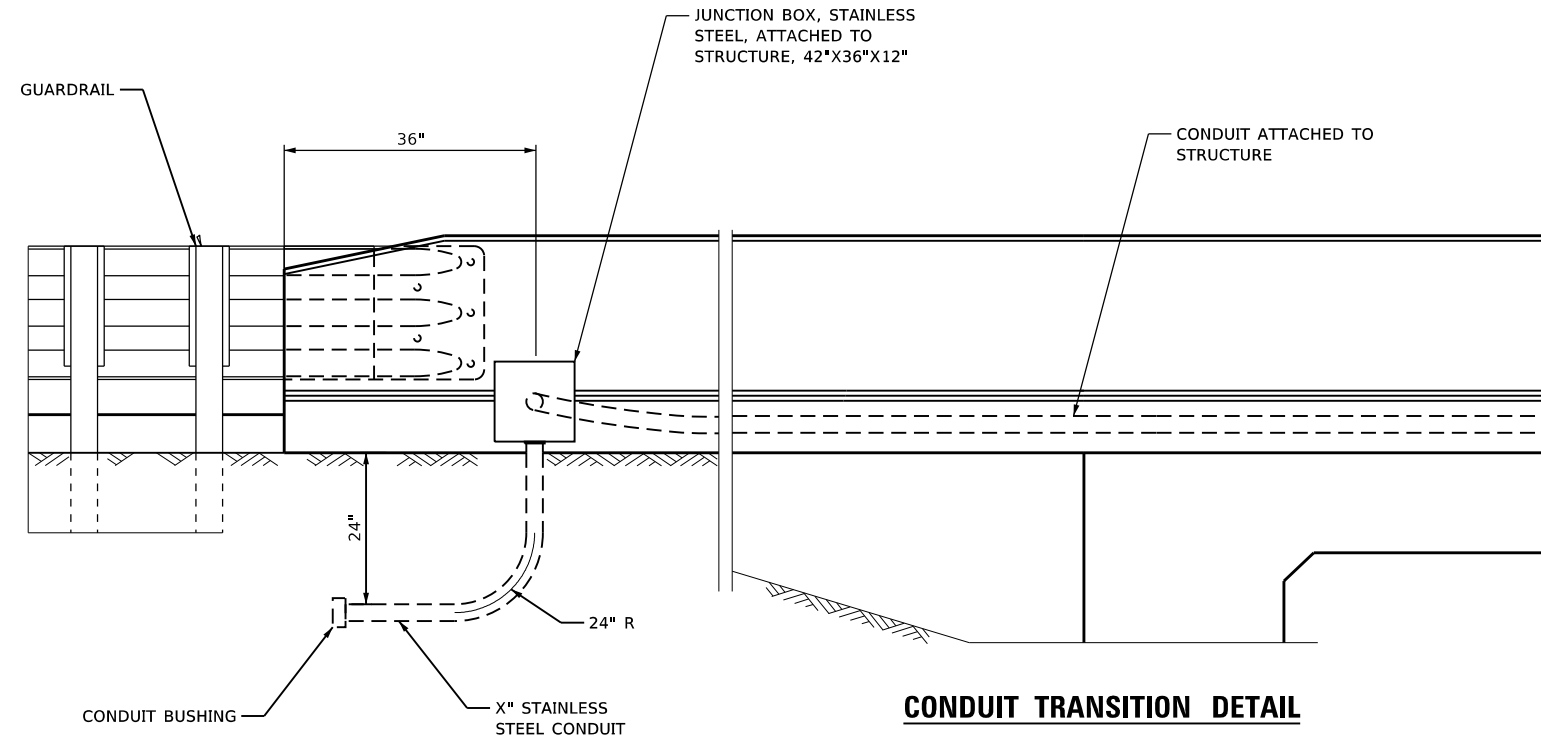 JUNCTION BOX, STAINLESS
STEEL, ATTACHED TO
STRUCTURE, 42"X36"X12"
GUARDRAIL
36"
CONDUIT ATTACHED TO
STRUCTURE
24"
24" R
CONDUIT BUSHING
X" STAINLESS
STEEL CONDUIT
CONDUIT TRANSITION DETAIL